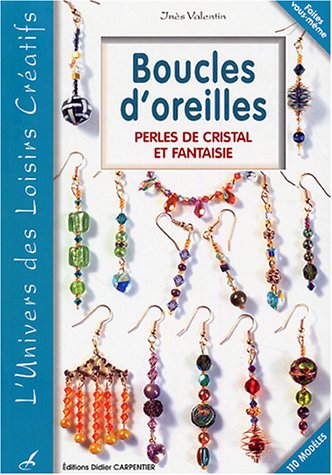 Inès Valentin
Faites
vous-même
Boucles
d'oreilles
PERLES DE CRISTAL
ET FANTAISIE
L'Univers des Loisirs Créatifs
Éditions Didier CARPENTIER
10 MODÈLES